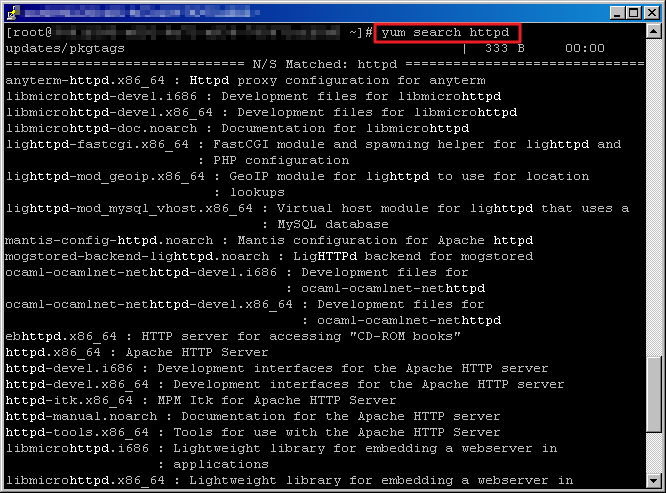 [root@ ~]# yum search httpd
updates/pkgtags | 333 B 00:00
============================= N/S Matched: httpd =============================
anyterm-httpd.x86_64 : Httpd proxy configuration for anyterm
libmicrohttpd-devel.i686 : Development files for libmicrohttpd
libmicrohttpd-devel.x86_64 : Development files for libmicrohttpd
libmicrohttpd-doc.noarch : Documentation for libmicrohttpd
lighttpd-fastcgi.x86_64 : FastCGI module and spawning helper for lighttpd and
: PHP configuration
lighttpd-mod_geoip.x86_64 : GeoIP module for lighttpd to use for location
: lookups
lighttpd-mod_mysql_vhost.x86_64 : Virtual host module for lighttpd that uses a
: MySQL database
mantis-config-httpd.noarch : Mantis configuration for Apache httpd
mogstored-backend-lighttpd.noarch : LigHTTPd backend for mogstored
ocaml-ocamlnet-nethttpd-devel.i686 : Development files for
: ocaml-ocamlnet-nethttpd
ocaml-ocamlnet-nethttpd-devel.x86_64 : Development files for
: ocaml-ocamlnet-nethttpd
ebhttpd.x86_64 : HTTP server for accessing "CD-ROM books"
httpd.x86_64 : Apache HTTP Server
httpd-devel.i686 : Development interfaces for the Apache HTTP server
httpd-devel.x86_64 : Development interfaces for the Apache HTTP server
httpd-itk.x86_64 : MPM Itk for Apache HTTP Server
httpd-manual.noarch : Documentation for the Apache HTTP server
httpd-tools.x86_64 : Tools for use with the Apache HTTP Server
libmicrohttpd.i686 : Lightweight library for embedding a webserver in
: applications
libmicrohttpd.x86_64 : Lightweight library for embedding a webserver in